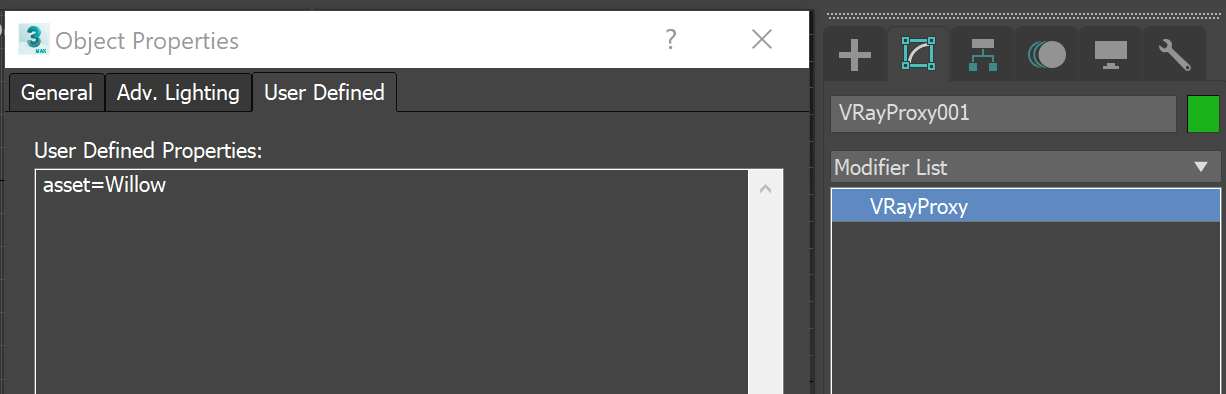 3 MAX Object Properties ?
General Adv. Lighting User Defined
User Defined Properties:
asset=Willow
VRayProxy001
Modifier List
VRayProxy